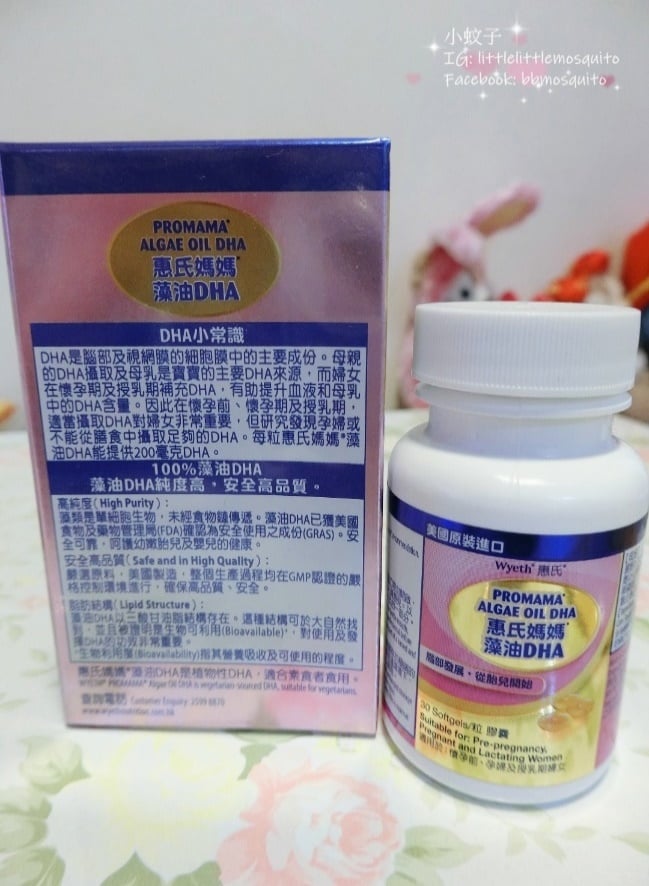 小蚊子
IG: littlelittlemosquito
Facebook: bbmosquito
PROMAMA®
ALGAE OIL DHA
惠氏媽媽®
藻油DHA
DHA小常識
DHA是腦部及視網膜的細胞膜中的主要成份。母親
的DHA攝取及母乳是寶寶的主要DHA來源，而婦女
在懷孕期及授乳期補充DHA，有助提升血液和母乳
中的DHA含量。因此在懷孕前、懷孕期及授乳期，
適當攝取DHA對婦女非常重要，但研究發現孕婦或
不能從膳食中攝取足夠的DHA。每粒惠氏媽媽®藻
油DHA能提供200毫克DHA。
100%藻油DHA
藻油DHA純度高，安全高品質。
高純度(High Purity)：
藻類是單細胞生物，未經食物鏈傳遞。藻油DHA已獲美國
食物及藥物管理局(FDA)確認為安全使用之成份(GRAS)。安
全可靠，呵護幼嫩胎兒及嬰兒的健康。
安全高品質(Safe and in High Quality)：
嚴選原料，美國製造，整個生產過程均在GMP認證的嚴
格控制環境進行，確保高品質、安全。
脂肪結構(Lipid Structure)：
藻油DHA以三酸甘油脂結構存在。這種結構可於大自然找
到，並且被證明是生物可利用(Bioavailable)，對使用及發
揮DHA的功效非常重要。
*生物利用度(Bioavailability)指其營養吸收及可使用的程度。
惠氏媽媽®藻油DHA是植物性DHA，適合素食者食用。
WYETH® PROMAMA® Algae Oil DHA is vegetarian-sourced DHA, suitable for vegetarians.
查詢電話 Customer Enquiry: 3599 8870
www.wyethnutrition.com.hk
美國原裝進口
Wyeth® 惠氏®
PROMAMA®
ALGAE OIL DHA
惠氏媽媽®
藻油DHA
腦部發展，從胎兒開始
30 Softgels/粒 膠囊
Suitable for: Pre-pregnancy,
Pregnant and Lactating Women
適用於: 懷孕前、孕婦及授乳期婦女